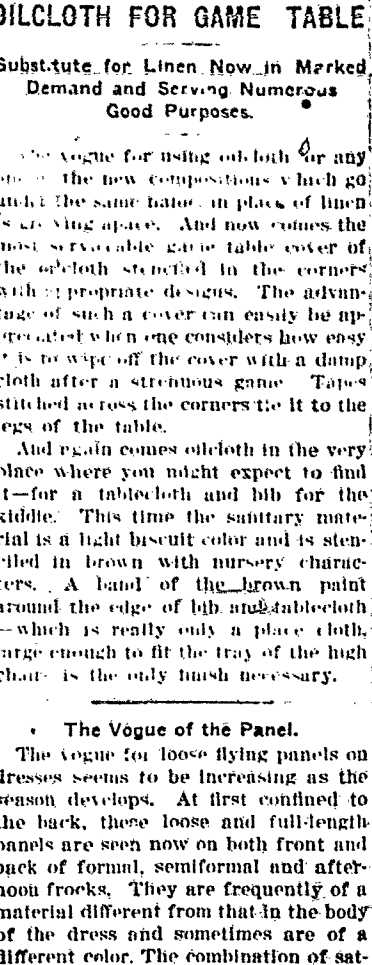 OILCLOTH FOR GAME TABLE
Substitute for Linen Now in Marked
Demand and Serving Numerous
Good Purposes.
The vogue for using oilcloth or any
the new compositions which go
under the same name in place of linen
is growing apace. And now comes the
most serviceable game table cover of
the oilcloth stenciled in the corners
with appropriate designs. The advan-
tage of such a cover can easily be ap-
preciated when one considers how easy
it is to wipe off the cover with a damp
cloth after a strenuous game. Tapes
stitched across the corners tie it to the
legs of the table.
And again comes oilcloth in the very
place where you might expect to find
it—for a tablecloth and bib for the
kiddie. This time the sanitary mate-
rial is a light biscuit color and is sten-
ciled in brown with nursery charac-
ters. A band of the brown paint
around the edge of bib and tablecloth
—which is really only a place cloth,
large enough to fit the tray of the high
chair—is the only finish necessary.
The Vogue of the Panel.
The vogue for loose flying panels on
dresses seems to be increasing as the
season develops. At first confined to
the back, these loose and full-length
panels are seen now on both front and
back of formal, semiformal and after-
noon frocks. They are frequently of a
material different from that in the body
of the dress and sometimes are of a
different color. The combination of sat-